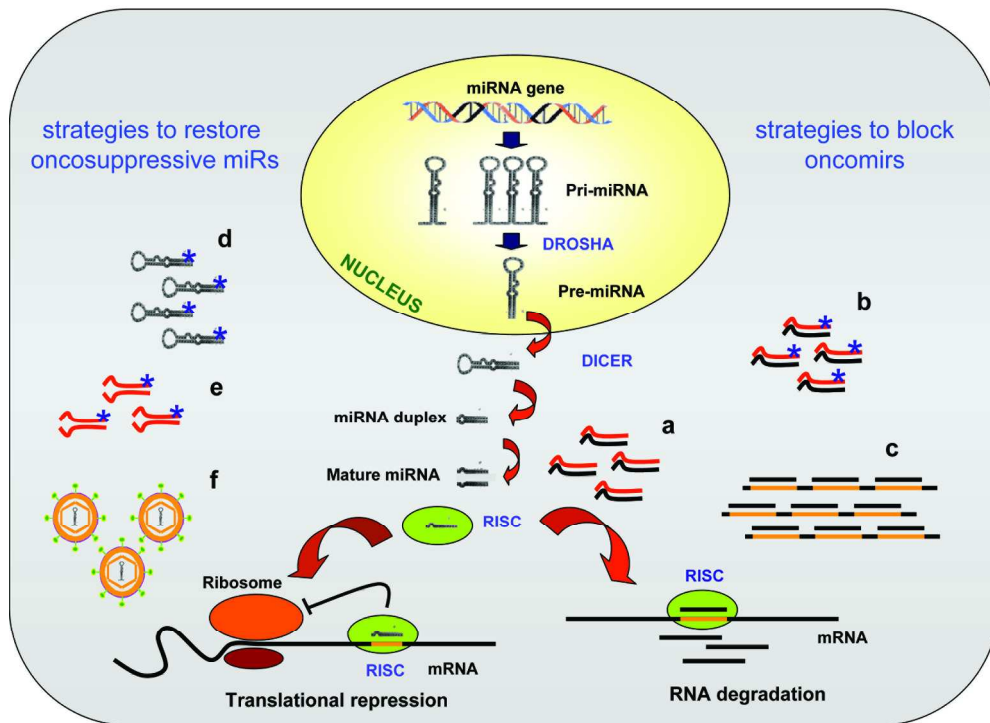 miRNA gene
strategies to restore
oncosuppressive miRs
strategies to block
oncomirs
Pri-miRNA
DROSHA
NUCLEUS
Pre-miRNA
d
*
*
*
*
b
*
*
*
*
DICER
e
*
*
*
miRNA duplex
a
Mature miRNA
c
f
RISC
Ribosome
RISC
mRNA
RISC
mRNA
Translational repression
RNA degradation